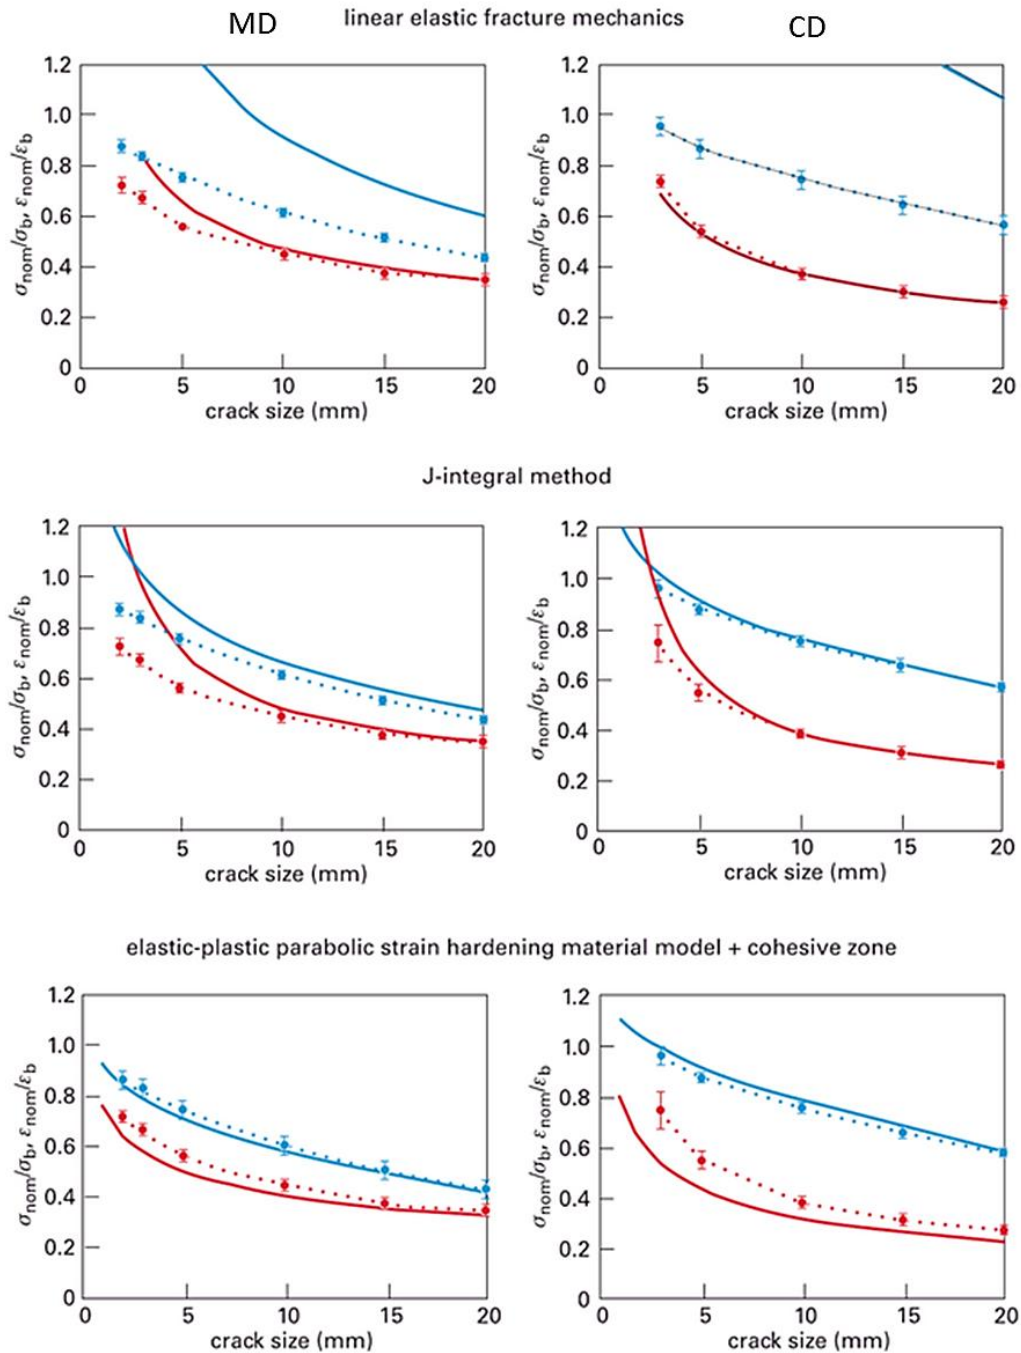 linear elastic fracture mechanics
MD CD
σnom/σb, εnom/εb
1.2
1.0
0.8
0.6
0.4
0.2
0
0 5 10 15 20
crack size (mm)
σnom/σb, εnom/εb
1.2
1.0
0.8
0.6
0.4
0.2
0
0 5 10 15 20
crack size (mm)
J-integral method
σnom/σb, εnom/εb
1.2
1.0
0.8
0.6
0.4
0.2
0
0 5 10 15 20
crack size (mm)
σnom/σb, εnom/εb
1.2
1.0
0.8
0.6
0.4
0.2
0
0 5 10 15 20
crack size (mm)
elastic-plastic parabolic strain hardening material model + cohesive zone
σnom/σb, εnom/εb
1.2
1.0
0.8
0.6
0.4
0.2
0
0 5 10 15 20
crack size (mm)
σnom/σb, εnom/εb
1.2
1.0
0.8
0.6
0.4
0.2
0
0 5 10 15 20
crack size (mm)